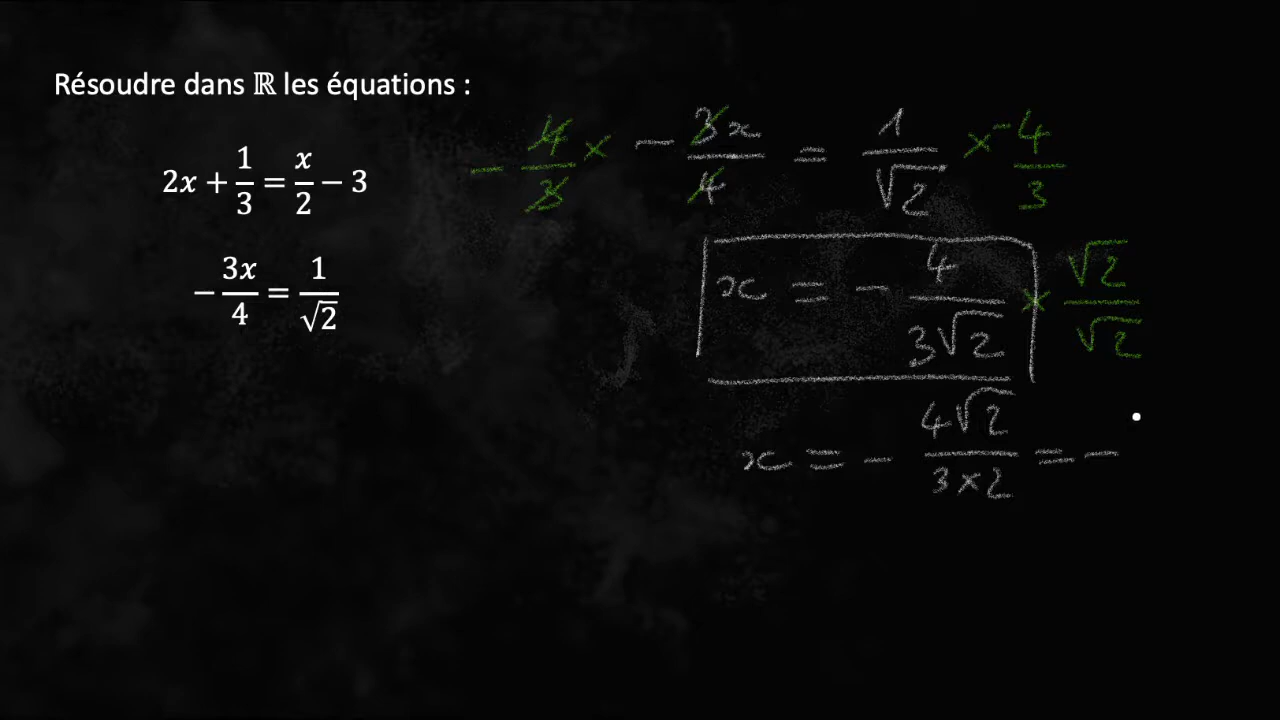 Résoudre dans ℝ les équations :
2x + 1/3 = x/2 − 3
− 3x/4 = 1/√2
− 4/3 × − 3x/4 = 1/√2 × − 4/3
x = − 4/(3√2) × √2/√2
x = − 4√2/(3×2) = −